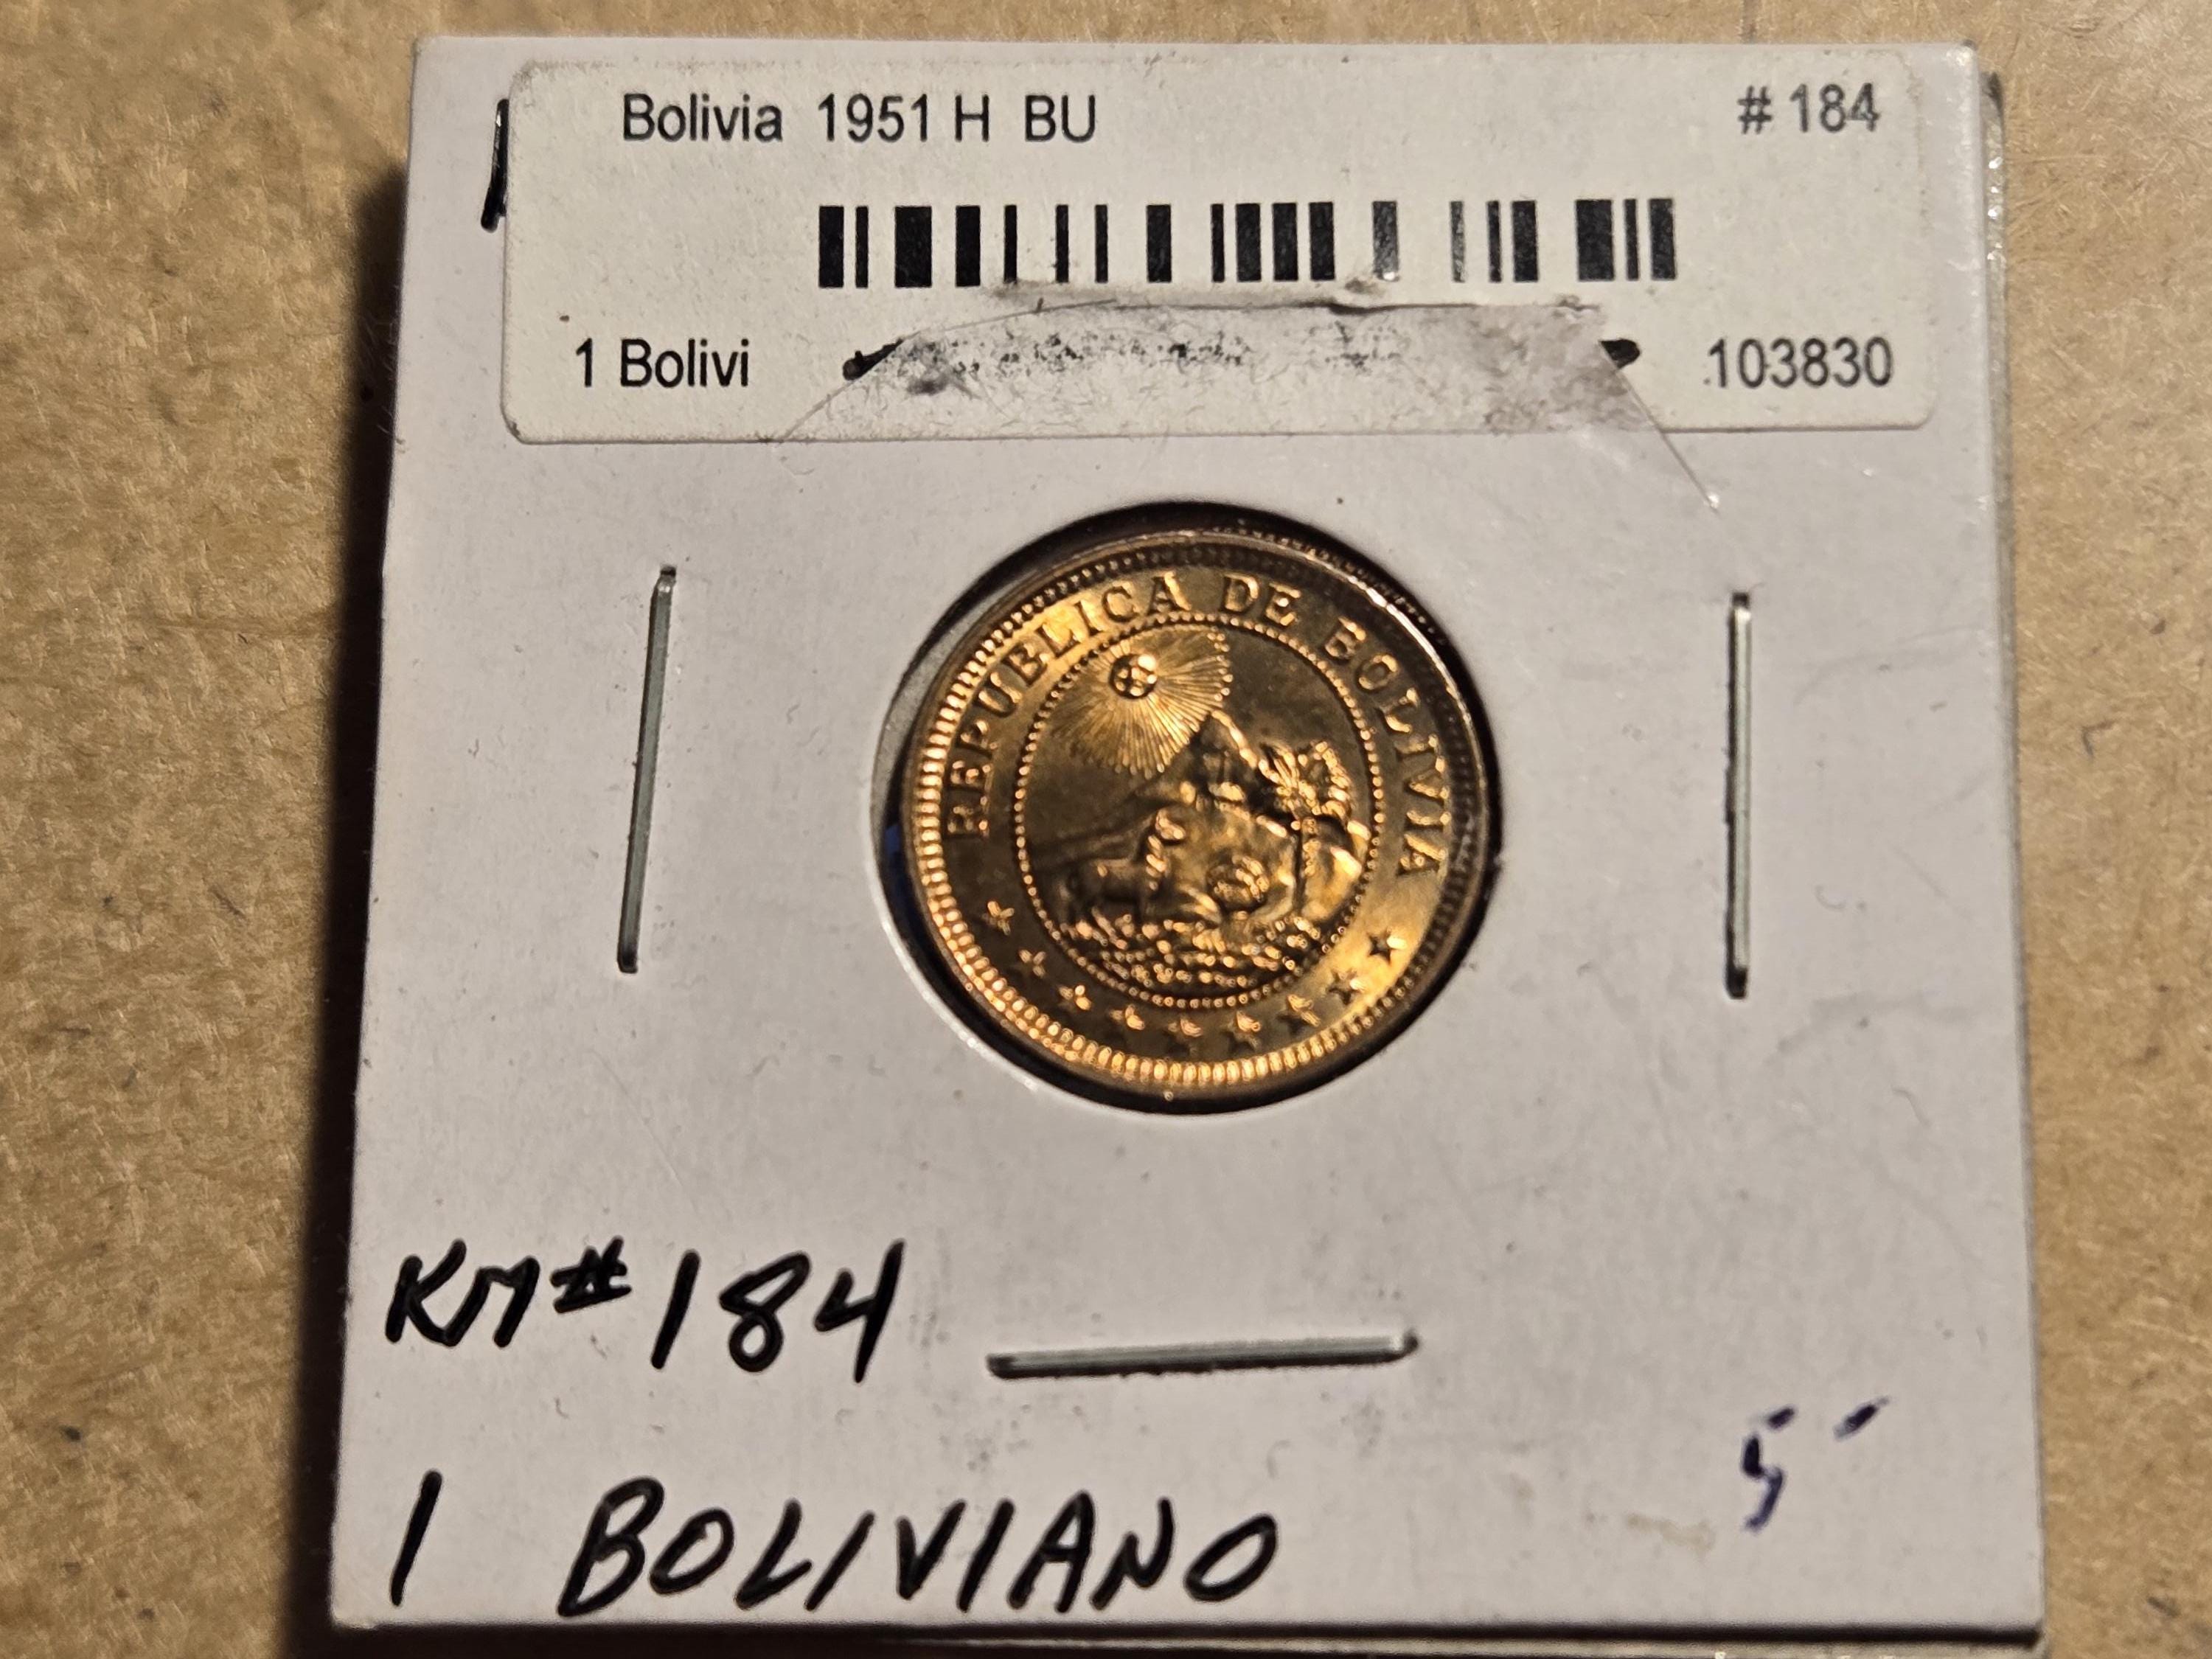 Bolivia 1951 H BU # 184
1 Bolivi 103830
REPUBLICA DE BOLIVIA
KM# 184
1 BOLIVIANO
5